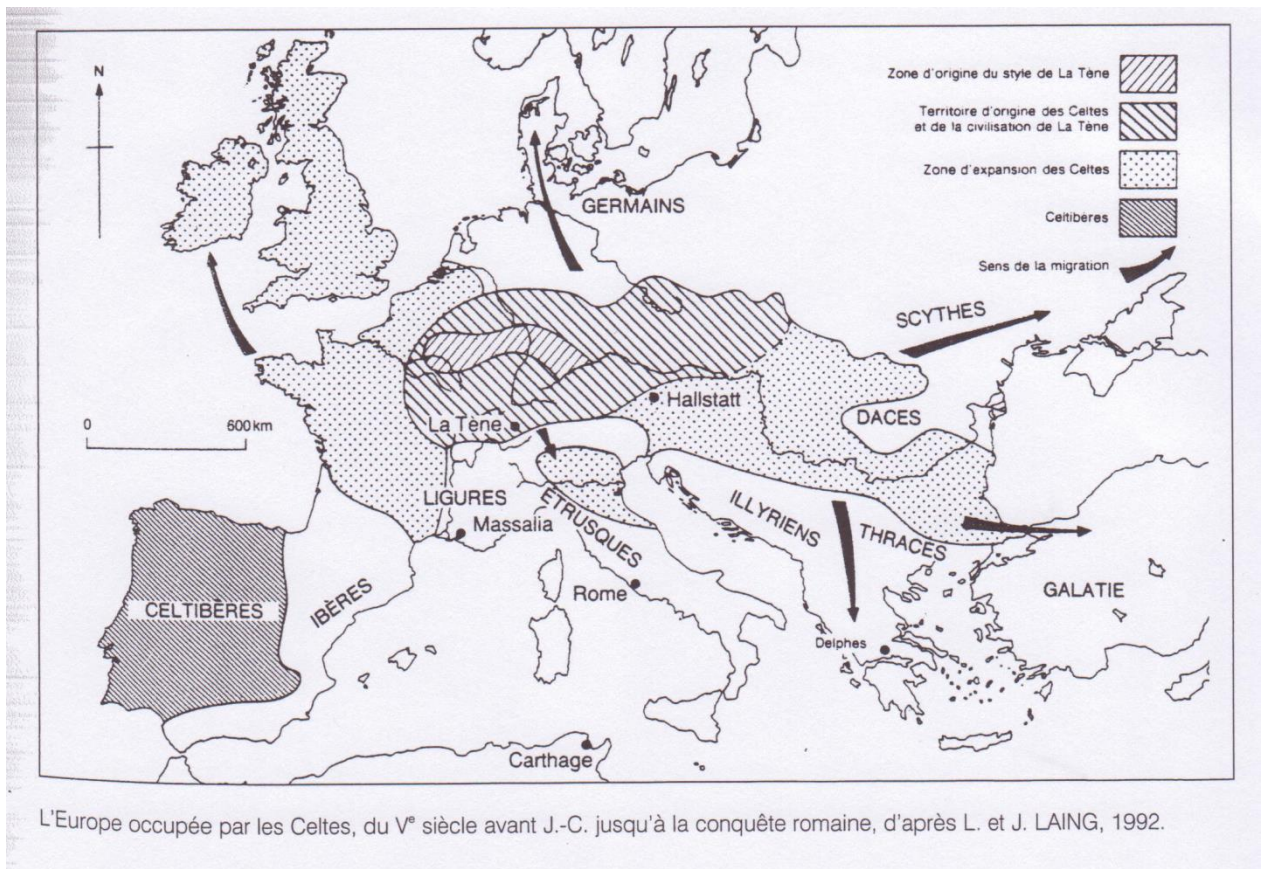 N
Zone d'origine du style de La Tène
Territoire d'origine des Celtes
et de la civilisation de La Tène
Zone d'expansion des Celtes
Celtibères
Sens de la migration
GERMAINS
SCYTHES
0 600 km
Hallstatt
DACES
La Tène
LIGURES
Massalia
ÉTRUSQUES
ILLYRIENS
THRACES
GALATIE
CELTIBÈRES
IBÈRES
Rome
Delphes
Carthage
L'Europe occupée par les Celtes, du Ve siècle avant J.-C. jusqu'à la conquête romaine, d'après L. et J. LAING, 1992.